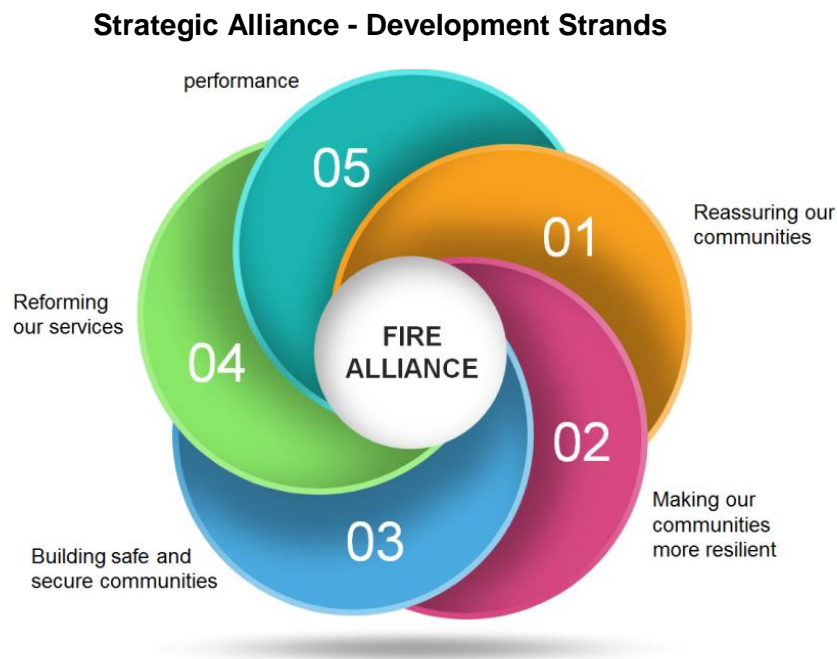 Strategic Alliance - Development Strands
performance
05
01
Reassuring our
communities
Reforming
our services
FIRE
ALLIANCE
04
02
Making our
communities
more resilient
03
Building safe and
secure communities